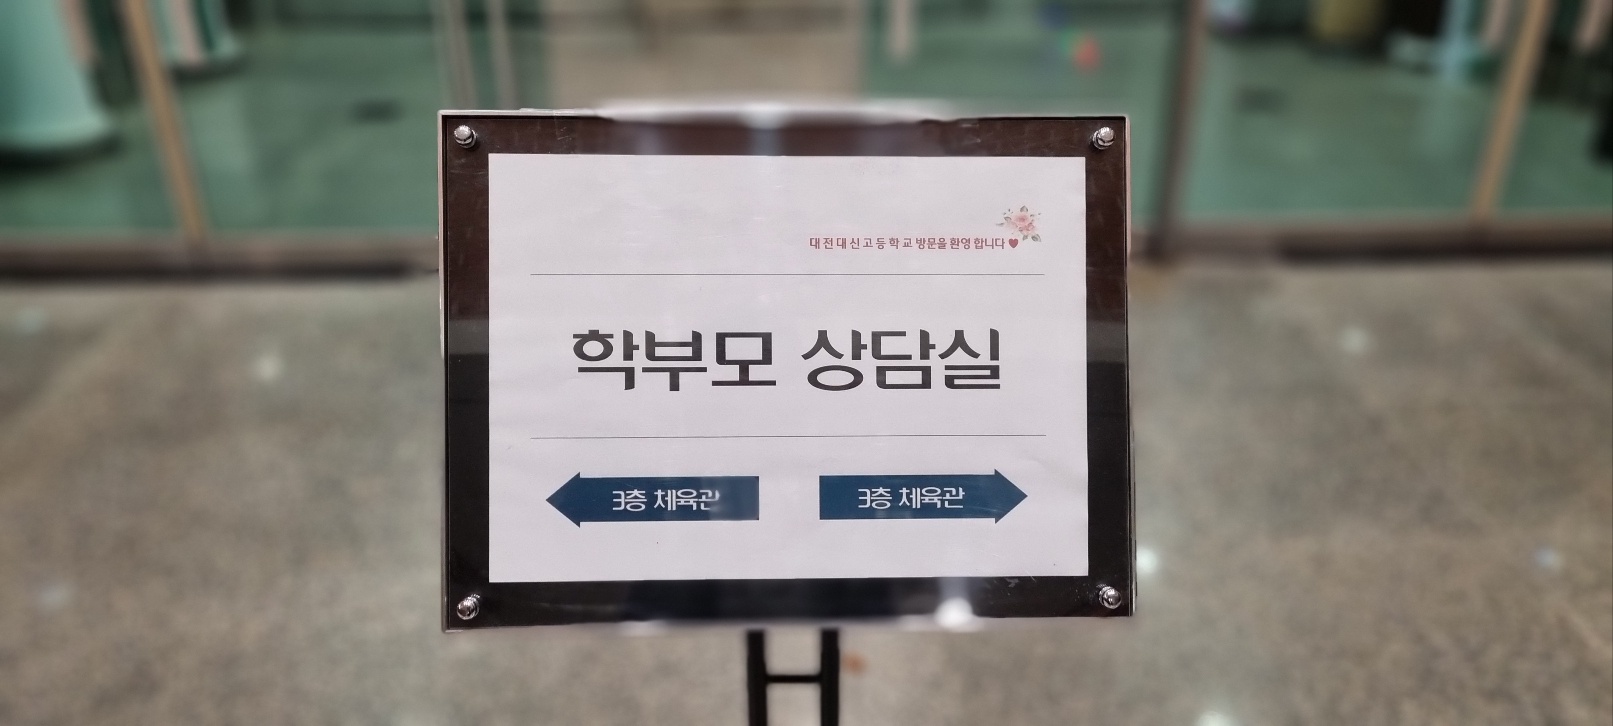 대전대신고등학교 방문을 환영합니다♥
학부모 상담실
3층 체육관
3층 체육관